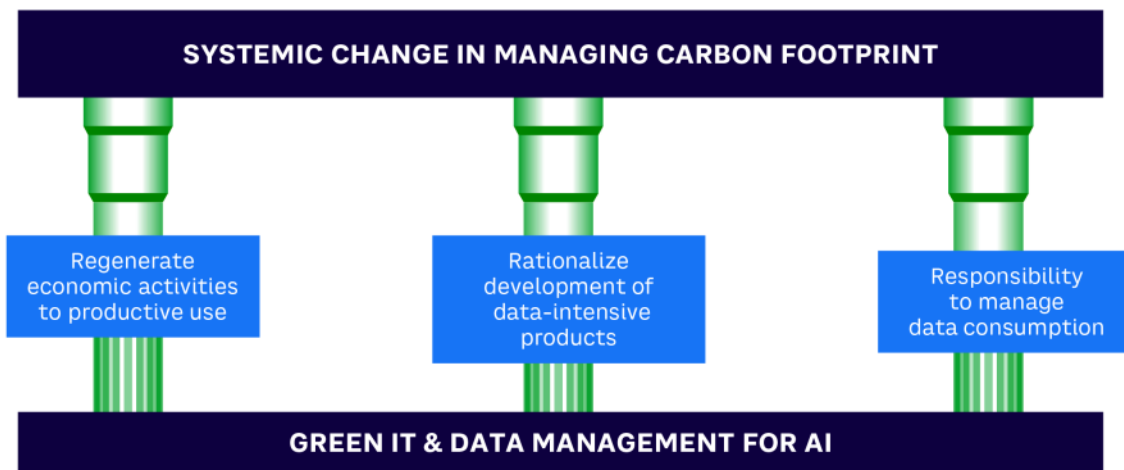 SYSTEMIC CHANGE IN MANAGING CARBON FOOTPRINT
Regenerate
economic activities
to productive use
Rationalize
development of
data-intensive
products
Responsibility
to manage
data consumption
GREEN IT & DATA MANAGEMENT FOR AI